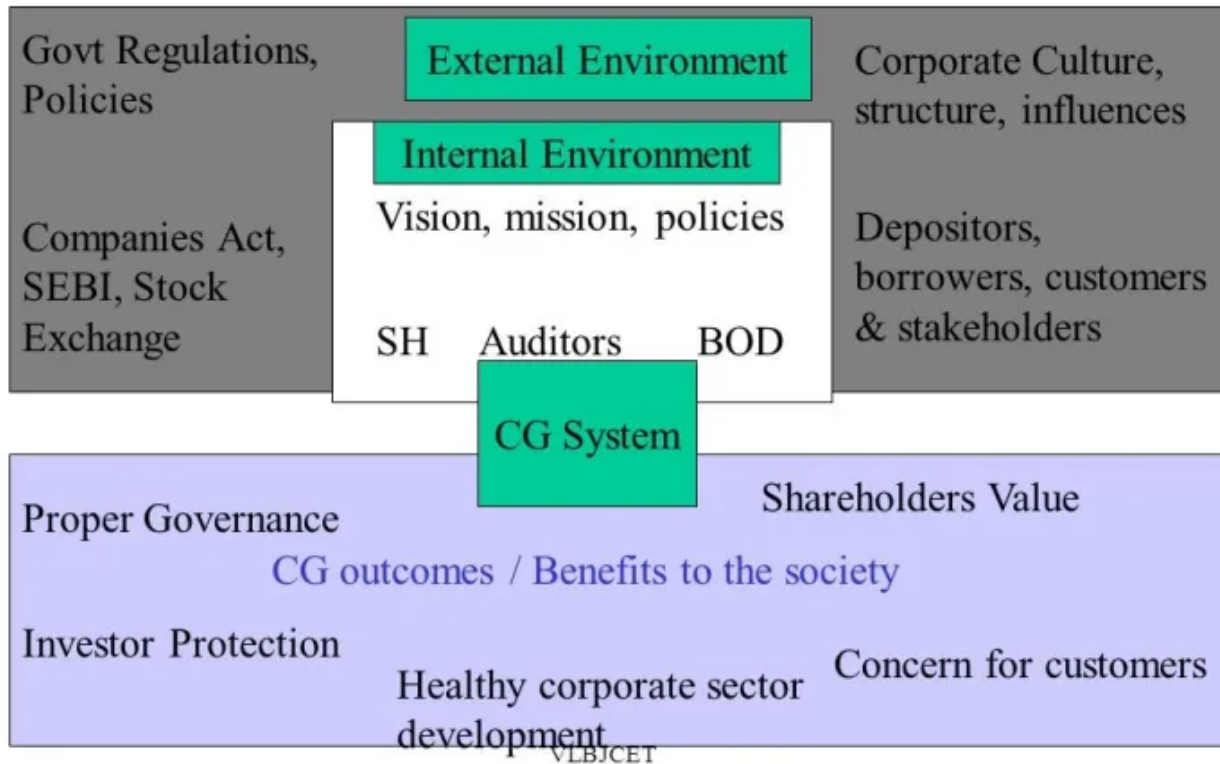 Govt Regulations,
Policies
External Environment
Corporate Culture,
structure, influences
Internal Environment
Vision, mission, policies
Companies Act,
SEBI, Stock
Exchange
Depositors,
borrowers, customers
& stakeholders
SH Auditors BOD
CG System
Proper Governance
Shareholders Value
CG outcomes / Benefits to the society
Investor Protection
Healthy corporate sector
development
Concern for customers
VLBJCET